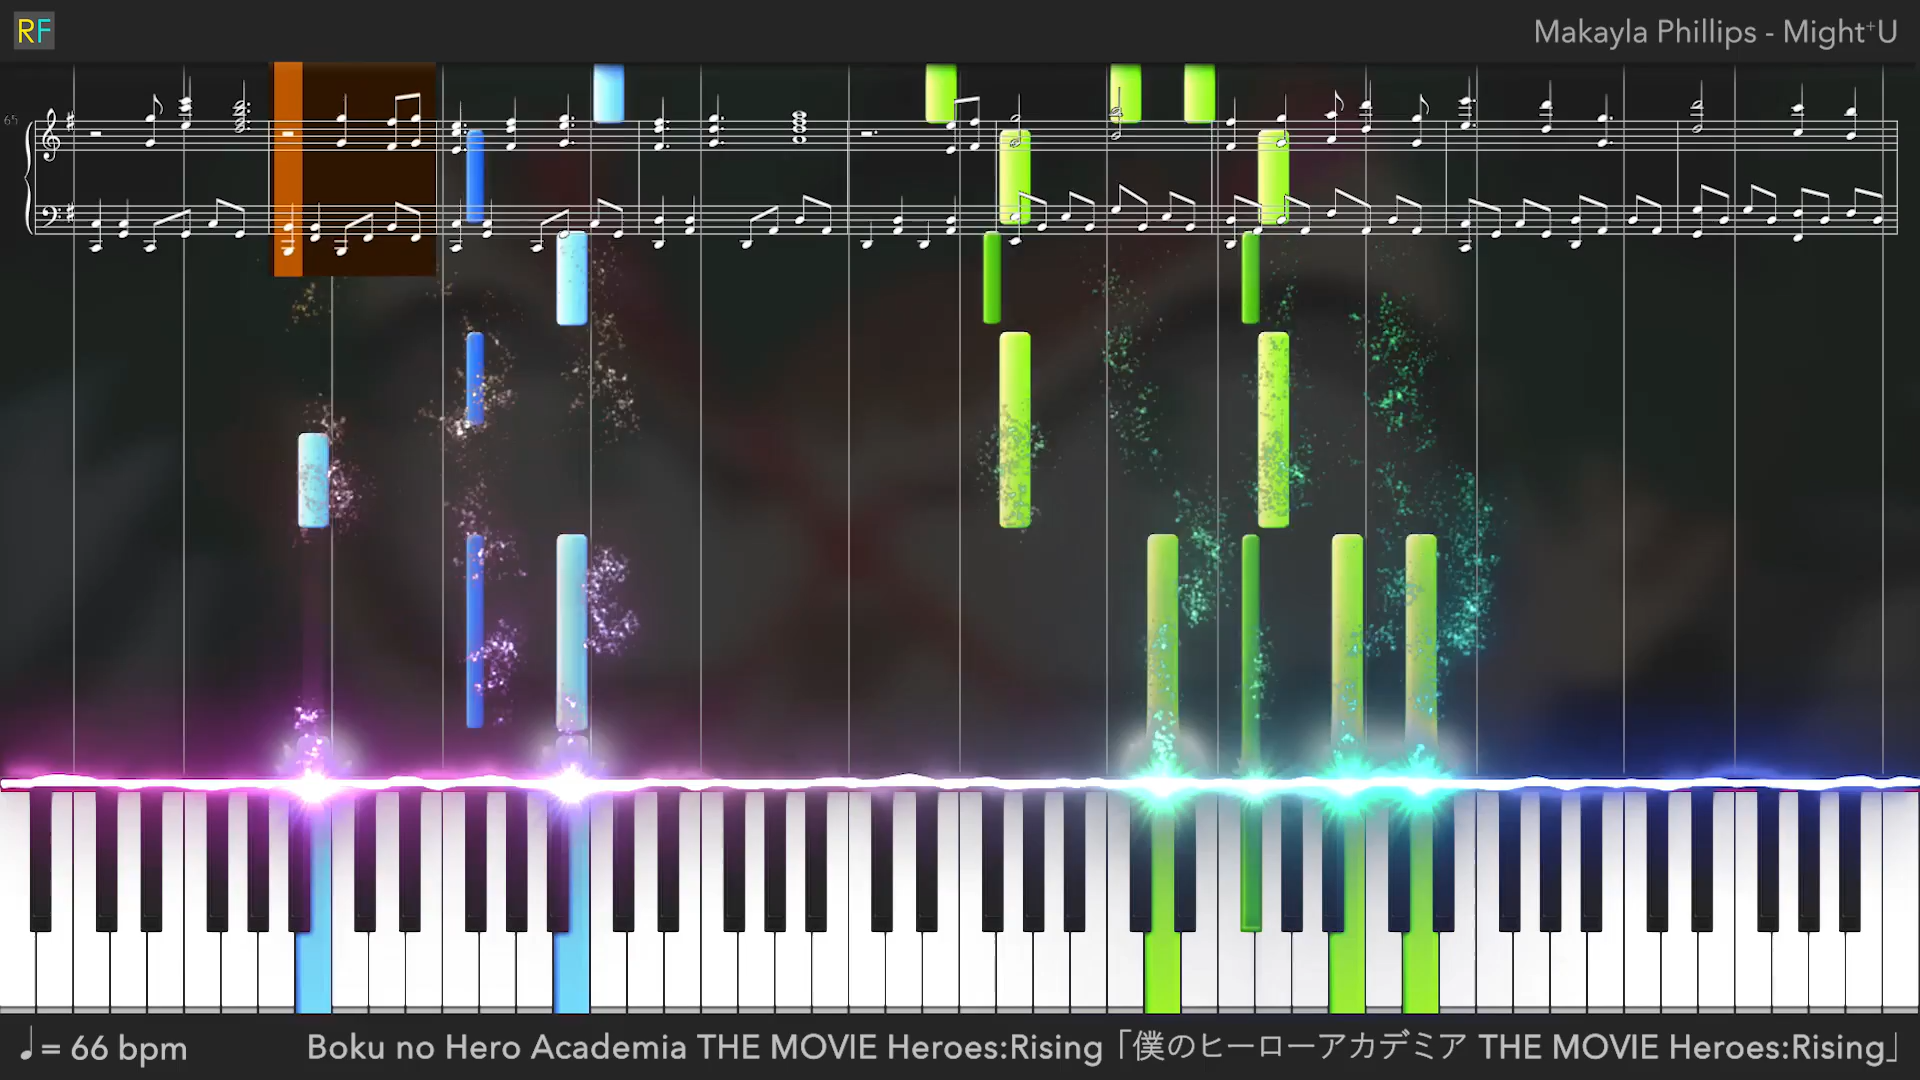 RF
Makayla Phillips - Might⁺U
65
♩= 66 bpm
Boku no Hero Academia THE MOVIE Heroes:Rising「僕のヒーローアカデミア THE MOVIE Heroes:Rising」